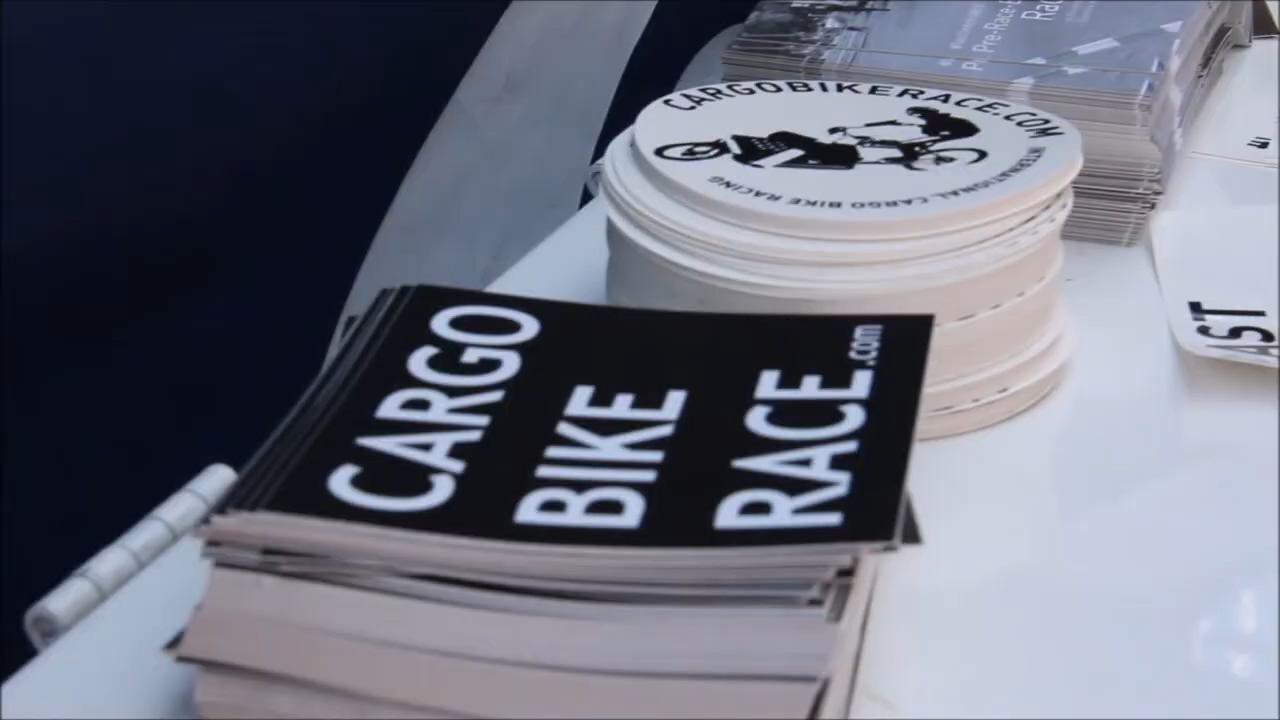 Pre-Race-
CARGOBIKERACE.COM
INTERNATIONAL CARGO BIKE RACING
CARGO
BIKE
RACE.com